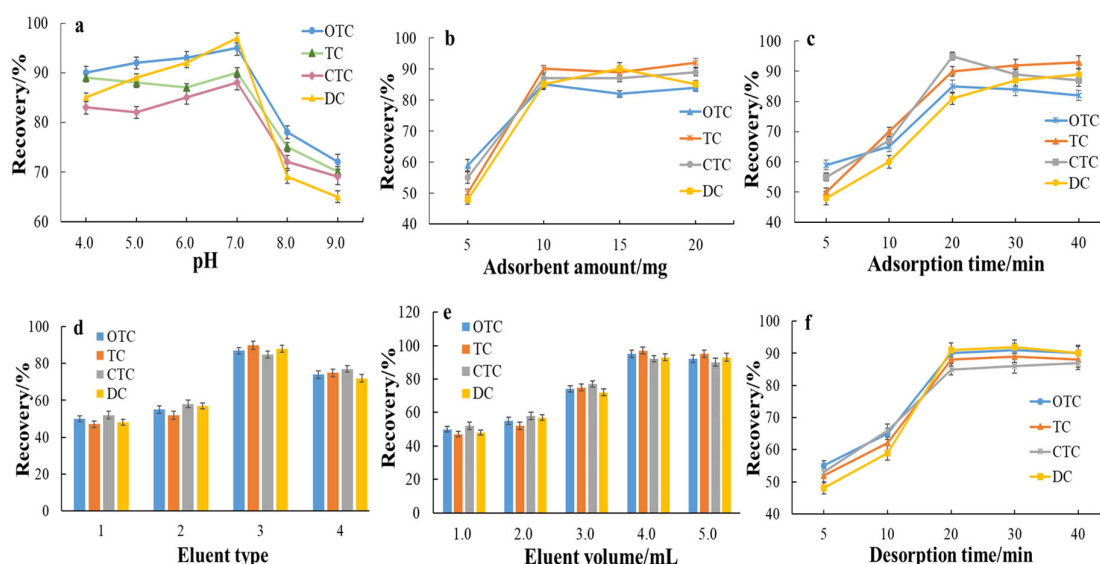 a
Recovery/%
100
90
80
70
60
4.0 5.0 6.0 7.0 8.0 9.0
pH
OTC
TC
CTC
DC
b
Recovery/%
100
90
80
70
60
50
40
5 10 15 20
Adsorbent amount/mg
OTC
TC
CTC
DC
c
Recovery/%
100
90
80
70
60
50
40
5 10 20 30 40
Adsorption time/min
OTC
TC
CTC
DC
d
Recovery/%
100
80
60
40
20
0
1 2 3 4
Eluent type
OTC
TC
CTC
DC
e
Recovery/%
120
100
80
60
40
20
0
1.0 2.0 3.0 4.0 5.0
Eluent volume/mL
OTC
TC
CTC
DC
f
Recovery/%
100
90
80
70
60
50
40
5 10 20 30 40
Desorption time/min
OTC
TC
CTC
DC